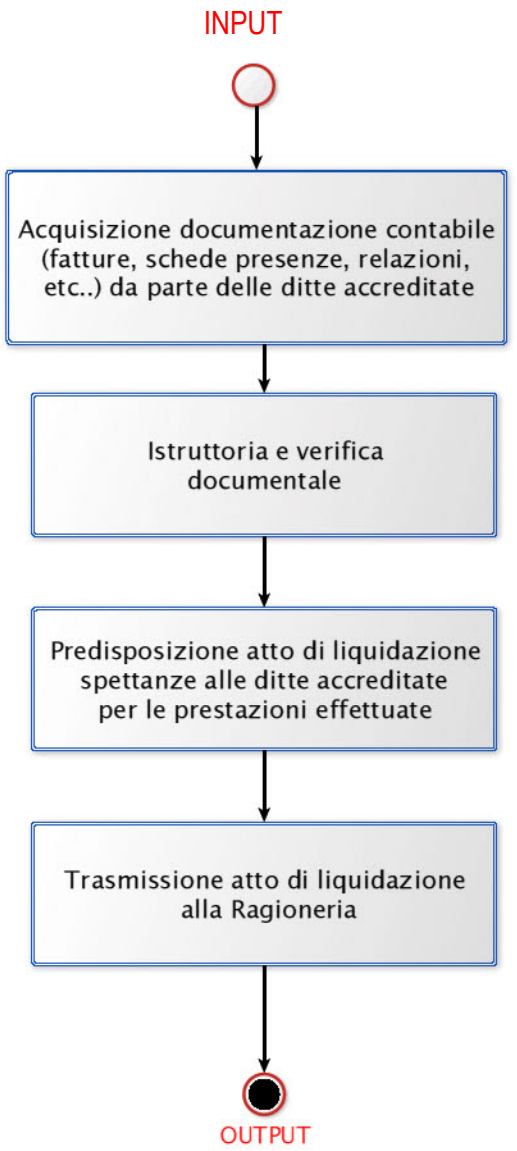 INPUT
Acquisizione documentazione contabile
(fatture, schede presenze, relazioni,
etc..) da parte delle ditte accreditate
Istruttoria e verifica
documentale
Predisposizione atto di liquidazione
spettanze alle ditte accreditate
per le prestazioni effettuate
Trasmissione atto di liquidazione
alla Ragioneria
OUTPUT